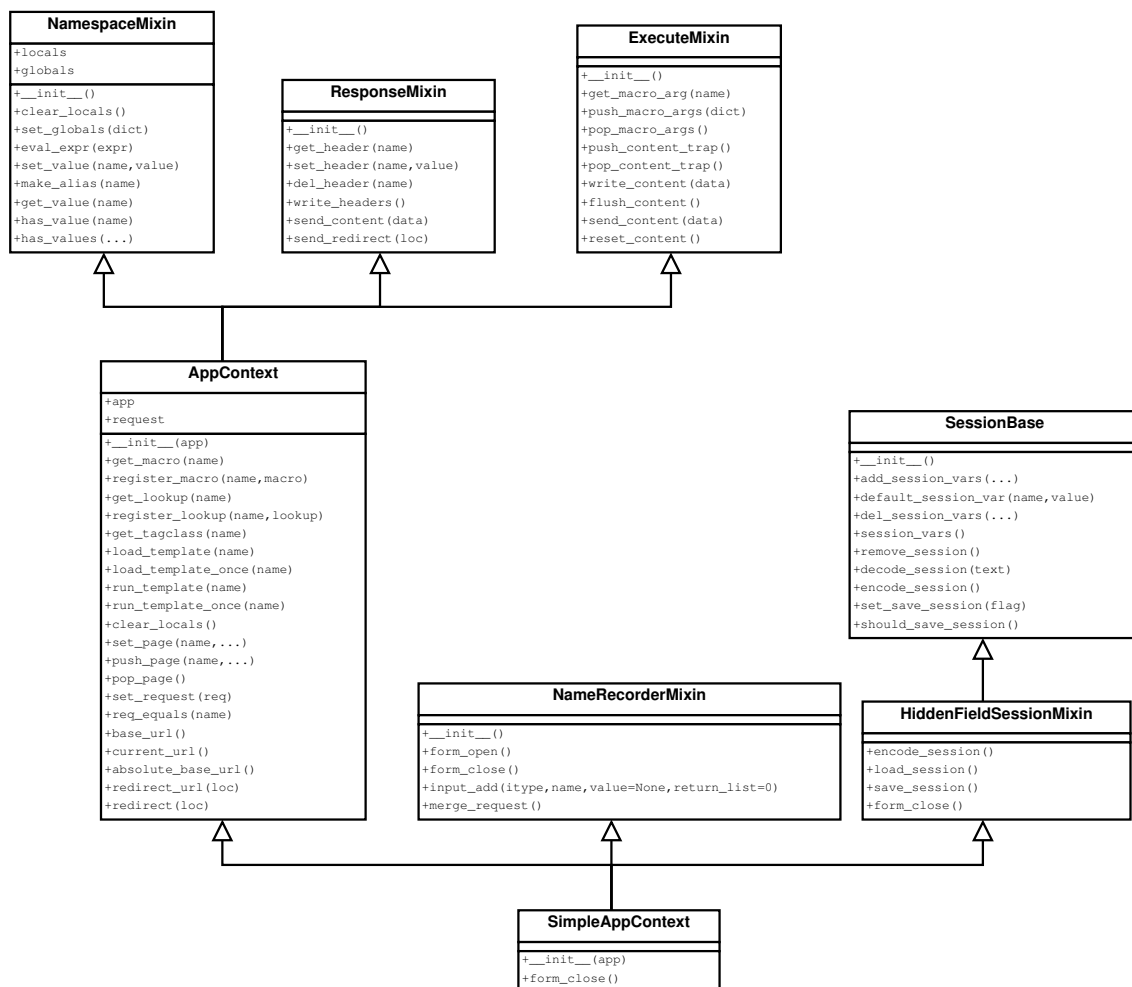 NamespaceMixin
+locals
+globals
+__init__()
+clear_locals()
+set_globals(dict)
+eval_expr(expr)
+set_value(name,value)
+make_alias(name)
+get_value(name)
+has_value(name)
+has_values(...)
ResponseMixin
+__init__()
+get_header(name)
+set_header(name,value)
+del_header(name)
+write_headers()
+send_content(data)
+send_redirect(loc)
ExecuteMixin
+__init__()
+get_macro_arg(name)
+push_macro_args(dict)
+pop_macro_args()
+push_content_trap()
+pop_content_trap()
+write_content(data)
+flush_content()
+send_content(data)
+reset_content()
AppContext
+app
+request
+__init__(app)
+get_macro(name)
+register_macro(name,macro)
+get_lookup(name)
+register_lookup(name,lookup)
+get_tagclass(name)
+load_template(name)
+load_template_once(name)
+run_template(name)
+run_template_once(name)
+clear_locals()
+set_page(name,...)
+push_page(name,...)
+pop_page()
+set_request(req)
+req_equals(name)
+base_url()
+current_url()
+absolute_base_url()
+redirect_url(loc)
+redirect(loc)
SessionBase
+__init__()
+add_session_vars(...)
+default_session_var(name,value)
+del_session_vars(...)
+session_vars()
+remove_session()
+decode_session(text)
+encode_session()
+set_save_session(flag)
+should_save_session()
NameRecorderMixin
+__init__()
+form_open()
+form_close()
+input_add(itype,name,value=None,return_list=0)
+merge_request()
HiddenFieldSessionMixin
+encode_session()
+load_session()
+save_session()
+form_close()
SimpleAppContext
+__init__(app)
+form_close()